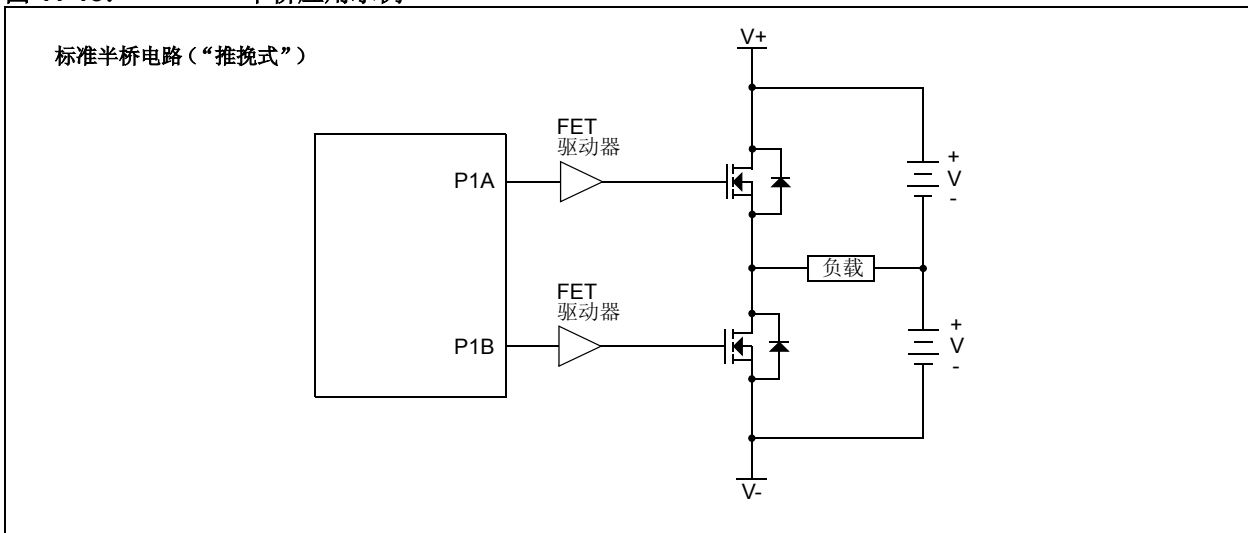 标准半桥电路（“推挽式”）
V+
FET
驱动器
P1A
+
V
-
负载
FET
驱动器
P1B
+
V
-
V-